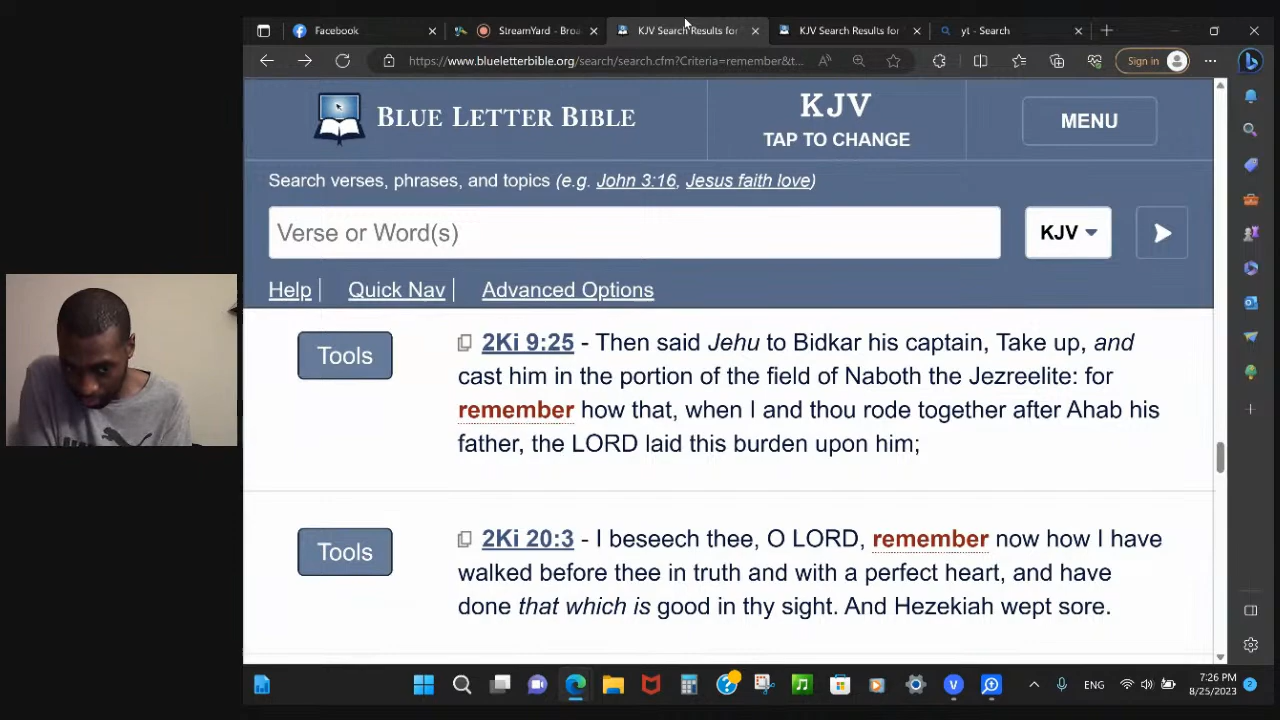 Facebook
StreamYard - Broa
KJV Search Results for
KJV Search Results for
yt - Search
https://www.blueletterbible.org/search/search.cfm?Criteria=remember&t...
Sign in
BLUE LETTER BIBLE
KJV
TAP TO CHANGE
MENU
Search verses, phrases, and topics (e.g. John 3:16, Jesus faith love)
Verse or Word(s)
KJV
Help
Quick Nav
Advanced Options
Tools
2Ki 9:25 - Then said Jehu to Bidkar his captain, Take up, and
cast him in the portion of the field of Naboth the Jezreelite: for
remember how that, when I and thou rode together after Ahab his
father, the LORD laid this burden upon him;
Tools
2Ki 20:3 - I beseech thee, O LORD, remember now how I have
walked before thee in truth and with a perfect heart, and have
done that which is good in thy sight. And Hezekiah wept sore.
ENG
7:26 PM
8/25/2023
2